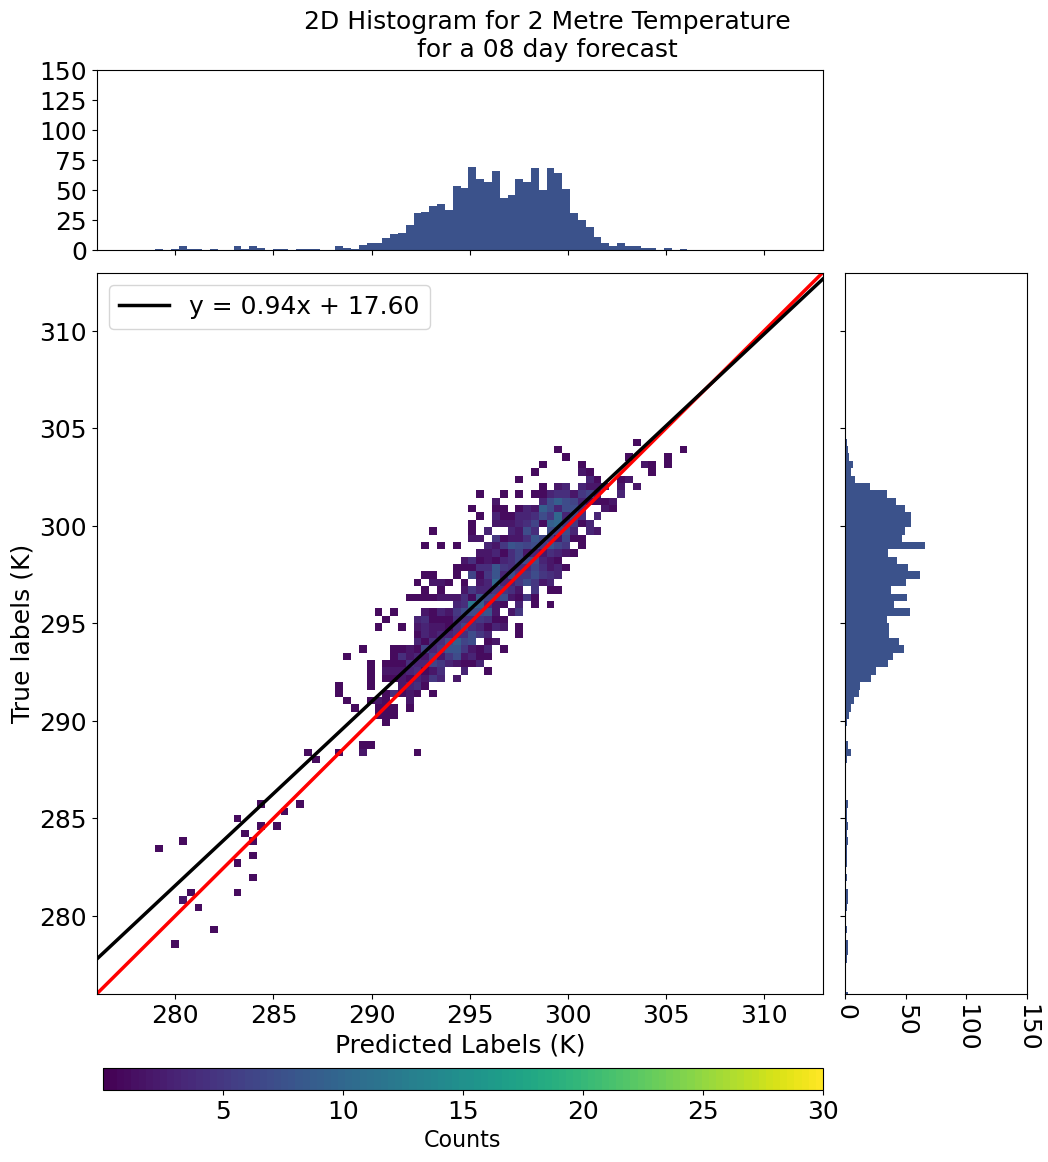 2D Histogram for 2 Metre Temperature
for a 08 day forecast
150
125
100
75
50
25
0
y = 0.94x + 17.60
310
305
300
295
290
285
280
True labels (K)
280 285 290 295 300 305 310
Predicted Labels (K)
0 50 100 150
5 10 15 20 25 30
Counts